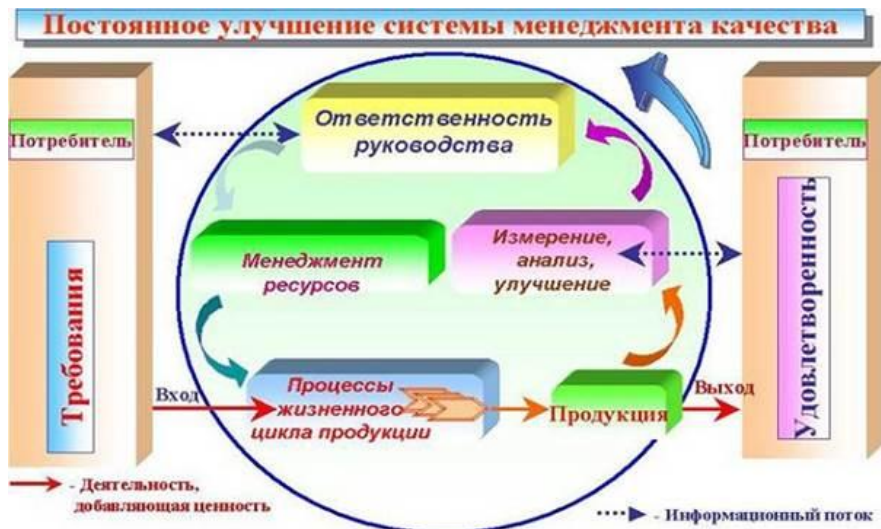 Постоянное улучшение системы менеджмента качества
Потребитель
Требования
Ответственность
руководства
Менеджмент
ресурсов
Измерение,
анализ,
улучшение
Вход
Процессы
жизненного
цикла продукции
Продукция
Выход
Потребитель
Удовлетворенность
- Деятельность,
добавляющая ценность
- Информационный поток